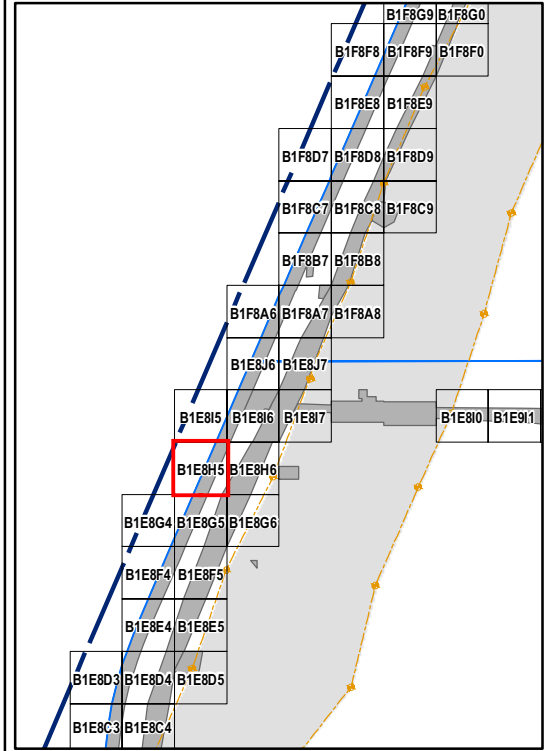 B1F8G9 B1F8G0
B1F8F8 B1F8F9 B1F8F0
B1F8E8 B1F8E9
B1F8D7 B1F8D8 B1F8D9
B1F8C7 B1F8C8 B1F8C9
B1F8B7 B1F8B8
B1F8A6 B1F8A7 B1F8A8
B1E8J6 B1E8J7
B1E8I5 B1E8I6 B1E8I7 B1E8I0 B1E9I1
B1E8H5 B1E8H6
B1E8G4 B1E8G5 B1E8G6
B1E8F4 B1E8F5
B1E8E4 B1E8E5
B1E8D3 B1E8D4 B1E8D5
B1E8C3 B1E8C4